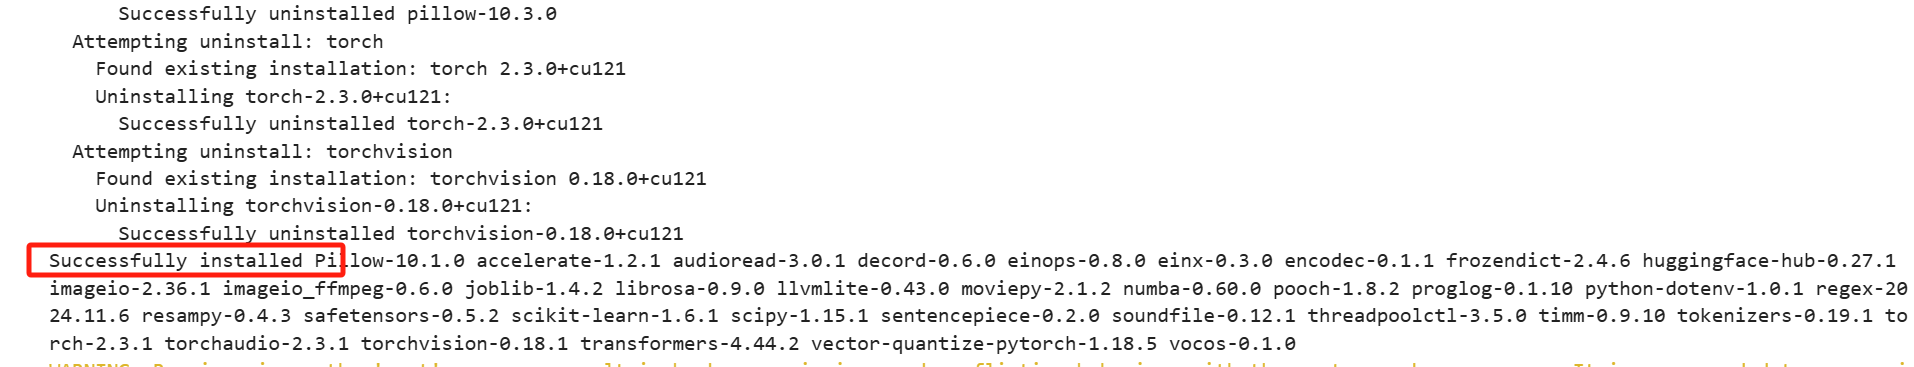 Successfully uninstalled pillow-10.3.0
Attempting uninstall: torch
Found existing installation: torch 2.3.0+cu121
Uninstalling torch-2.3.0+cu121:
Successfully uninstalled torch-2.3.0+cu121
Attempting uninstall: torchvision
Found existing installation: torchvision 0.18.0+cu121
Uninstalling torchvision-0.18.0+cu121:
Successfully uninstalled torchvision-0.18.0+cu121
Successfully installed Pillow-10.1.0 accelerate-1.2.1 audioread-3.0.1 decord-0.6.0 einops-0.8.0 einx-0.3.0 encodec-0.1.1 frozendict-2.4.6 huggingface-hub-0.27.1
imageio-2.36.1 imageio_ffmpeg-0.6.0 joblib-1.4.2 librosa-0.9.0 llvmlite-0.43.0 moviepy-2.1.2 numba-0.60.0 pooch-1.8.2 proglog-0.1.10 python-dotenv-1.0.1 regex-20
24.11.6 resampy-0.4.3 safetensors-0.5.2 scikit-learn-1.6.1 scipy-1.15.1 sentencepiece-0.2.0 soundfile-0.12.1 threadpoolctl-3.5.0 timm-0.9.10 tokenizers-0.19.1 to
rch-2.3.1 torchaudio-2.3.1 torchvision-0.18.1 transformers-4.44.2 vector-quantize-pytorch-1.18.5 vocos-0.1.0